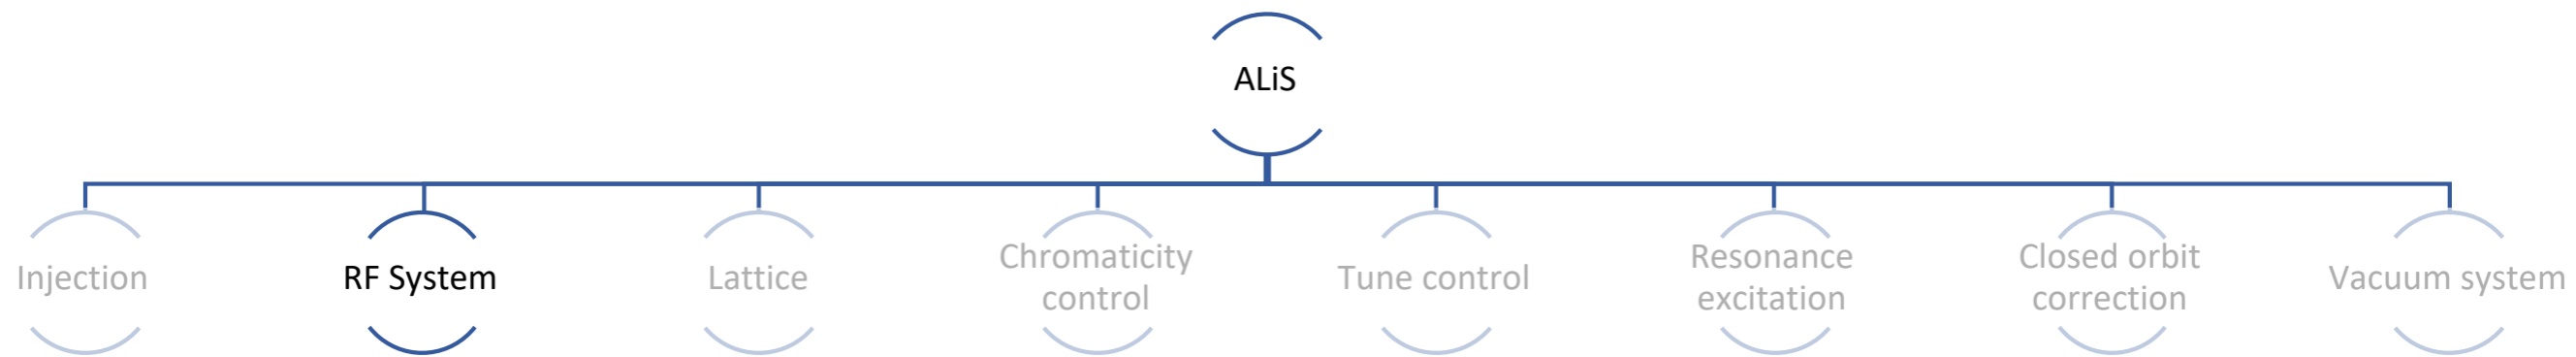 ALiS
Injection
RF System
Lattice
Chromaticity
control
Tune control
Resonance
excitation
Closed orbit
correction
Vacuum system